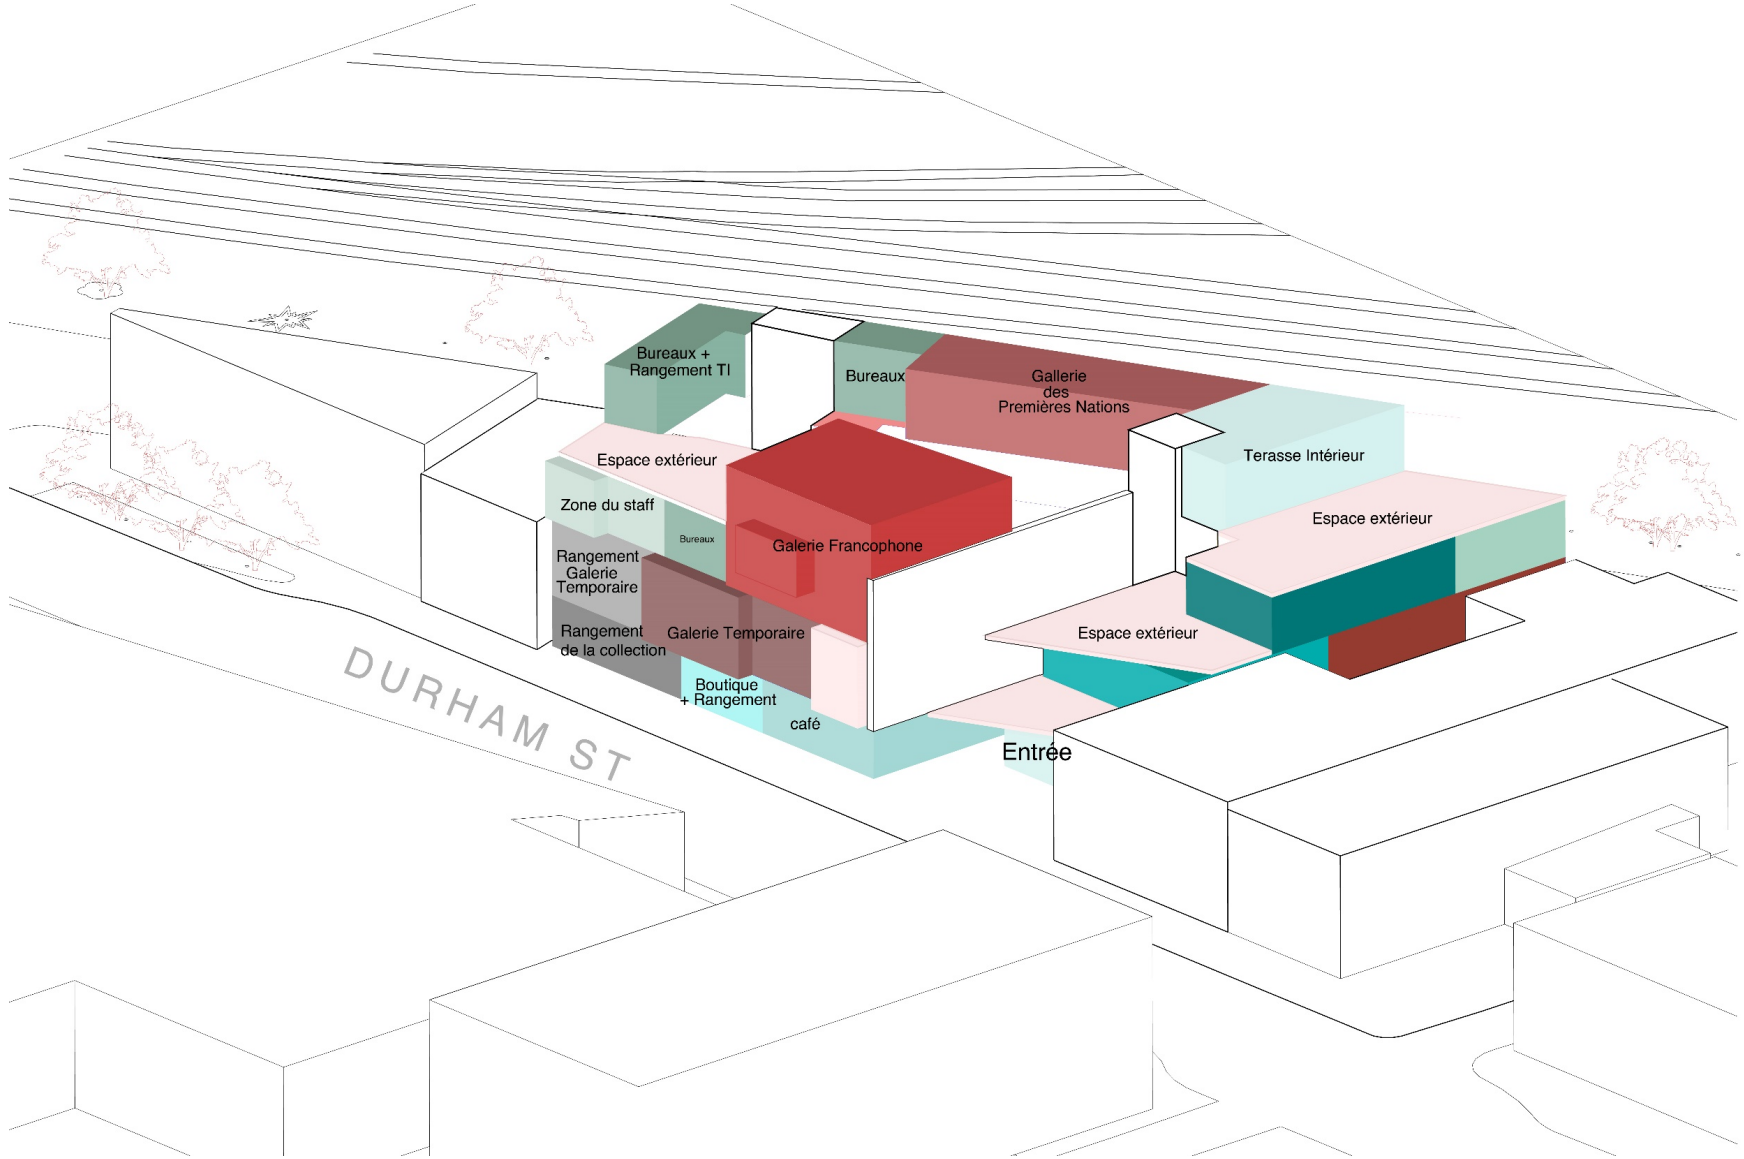 Bureaux +
Rangement TI
Bureaux
Gallerie
des
Premières Nations
Espace extérieur
Terasse Intérieur
Zone du staff
Bureaux
Espace extérieur
Galerie Francophone
Rangement
Galerie
Temporaire
Rangement
de la collection
Galerie Temporaire
Espace extérieur
Boutique
+ Rangement
café
Entrée
DURHAM ST